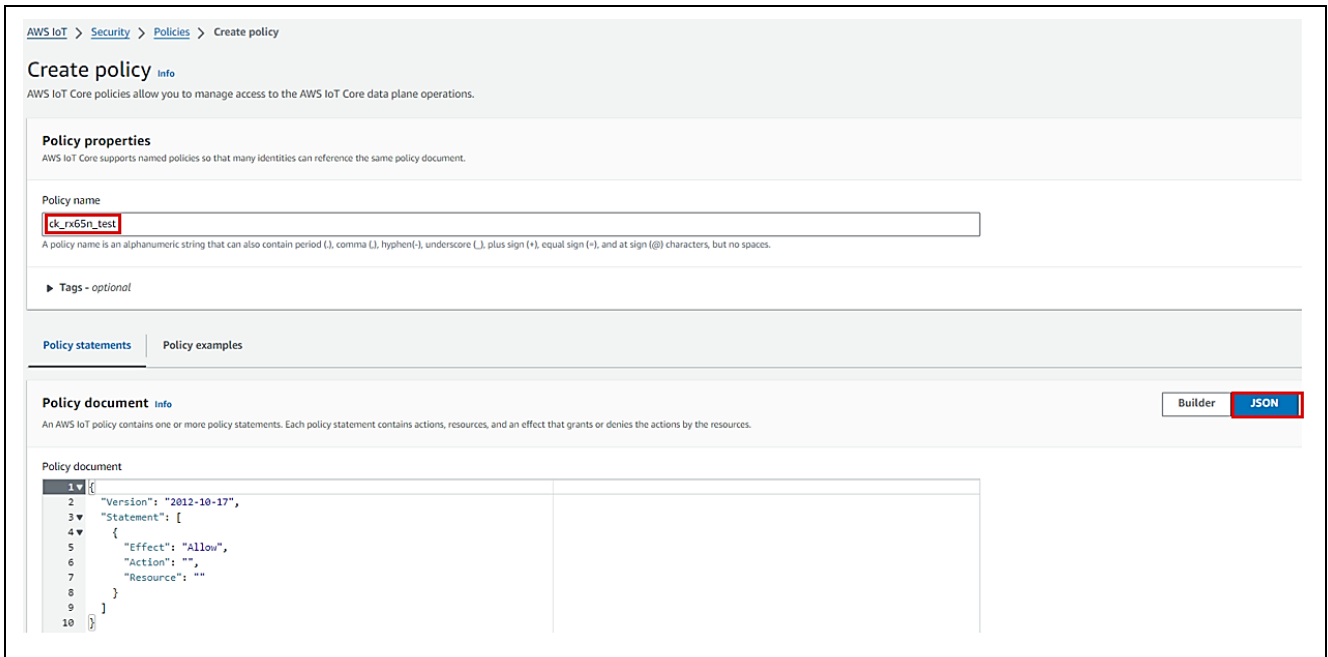 AWS IoT > Security > Policies > Create policy
Create policy Info
AWS IoT Core policies allow you to manage access to the AWS IoT Core data plane operations.
Policy properties
AWS IoT Core supports named policies so that many identities can reference the same policy document.
Policy name
ck_rx65n_test
A policy name is an alphanumeric string that can also contain period (.), comma (,), hyphen(-), underscore (_), plus sign (+), equal sign (=), and at sign (@) characters, but no spaces.
▶ Tags - optional
Policy statements Policy examples
Policy document Info
Builder JSON
An AWS IoT policy contains one or more policy statements. Each policy statement contains actions, resources, and an effect that grants or denies the actions by the resources.
Policy document
1 ▼ {
2 "Version": "2012-10-17",
3 ▼ "Statement": [
4 ▼ {
5 "Effect": "Allow",
6 "Action": "",
7 "Resource": ""
8 }
9 ]
10 }